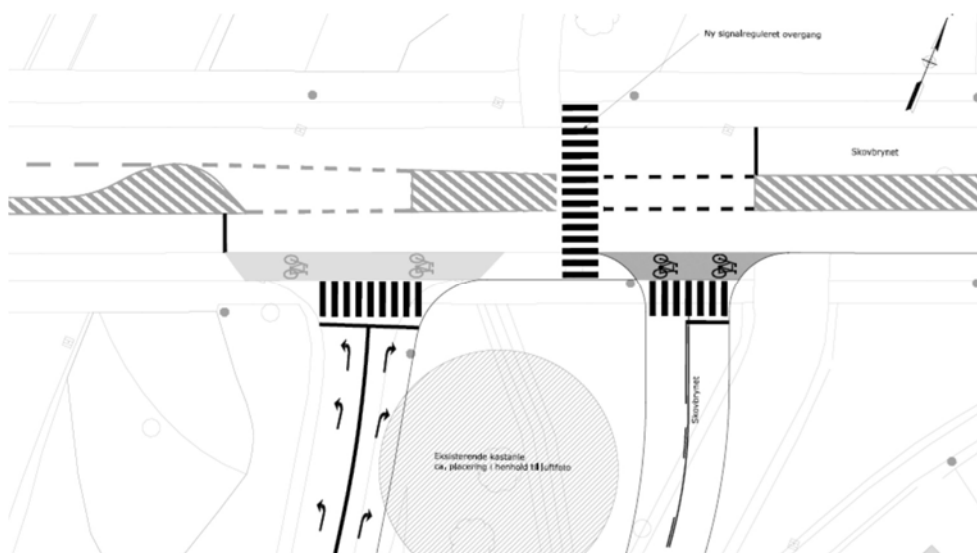 Ny signalreguleret overgang
Skovbrynet
Skovbrynet
Eksisterende kastanie
ca. placering i henhold til luftfoto